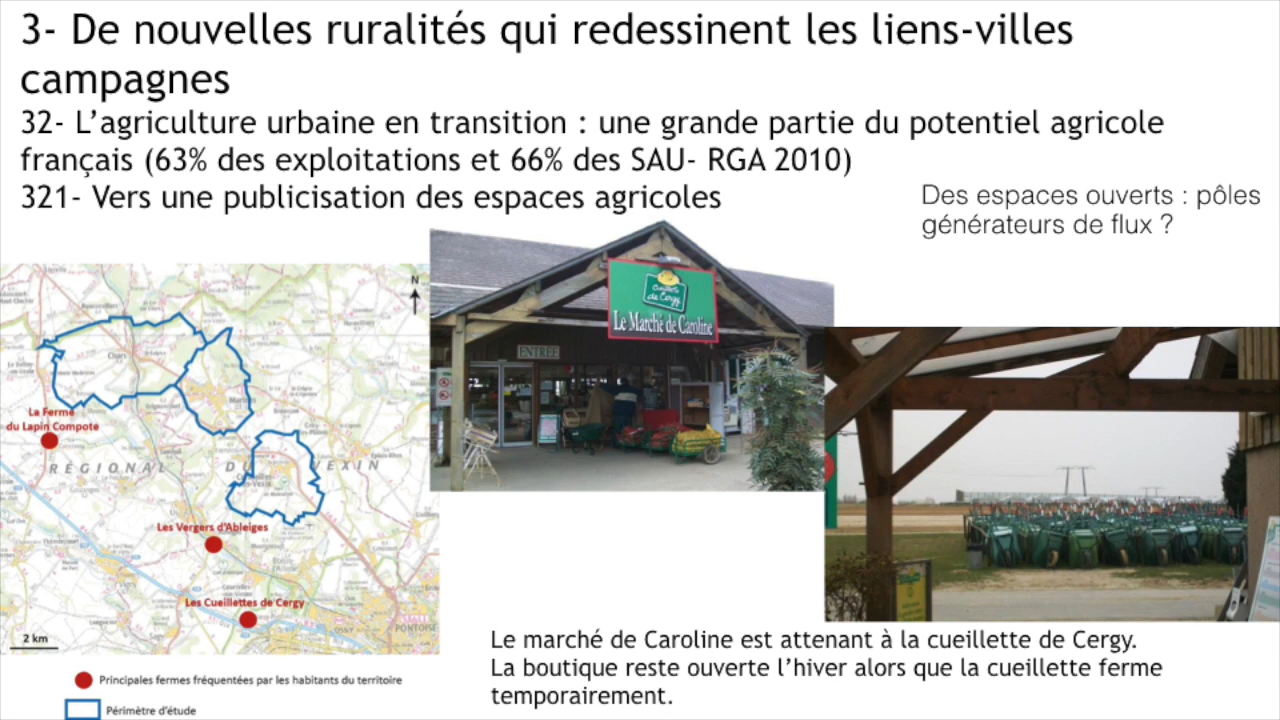 3- De nouvelles ruralités qui redessinent les liens-villes
campagnes
32- L’agriculture urbaine en transition : une grande partie du potentiel agricole
français (63% des exploitations et 66% des SAU- RGA 2010)
321- Vers une publicisation des espaces agricoles
Des espaces ouverts : pôles
générateurs de flux ?
N
Cueillette
de Cergy
Le Marché de Caroline
ENTRÉE
La Ferme
du Lapin Compote
RÉGIONAL DU VEXIN
Les Vergers d'Ableiges
Les Cueillettes de Cergy
OSNY
PONTOISE
2 km
Principales fermes fréquentées par les habitants du territoire
Périmètre d'étude
Le marché de Caroline est attenant à la cueillette de Cergy.
La boutique reste ouverte l’hiver alors que la cueillette ferme
temporairement.